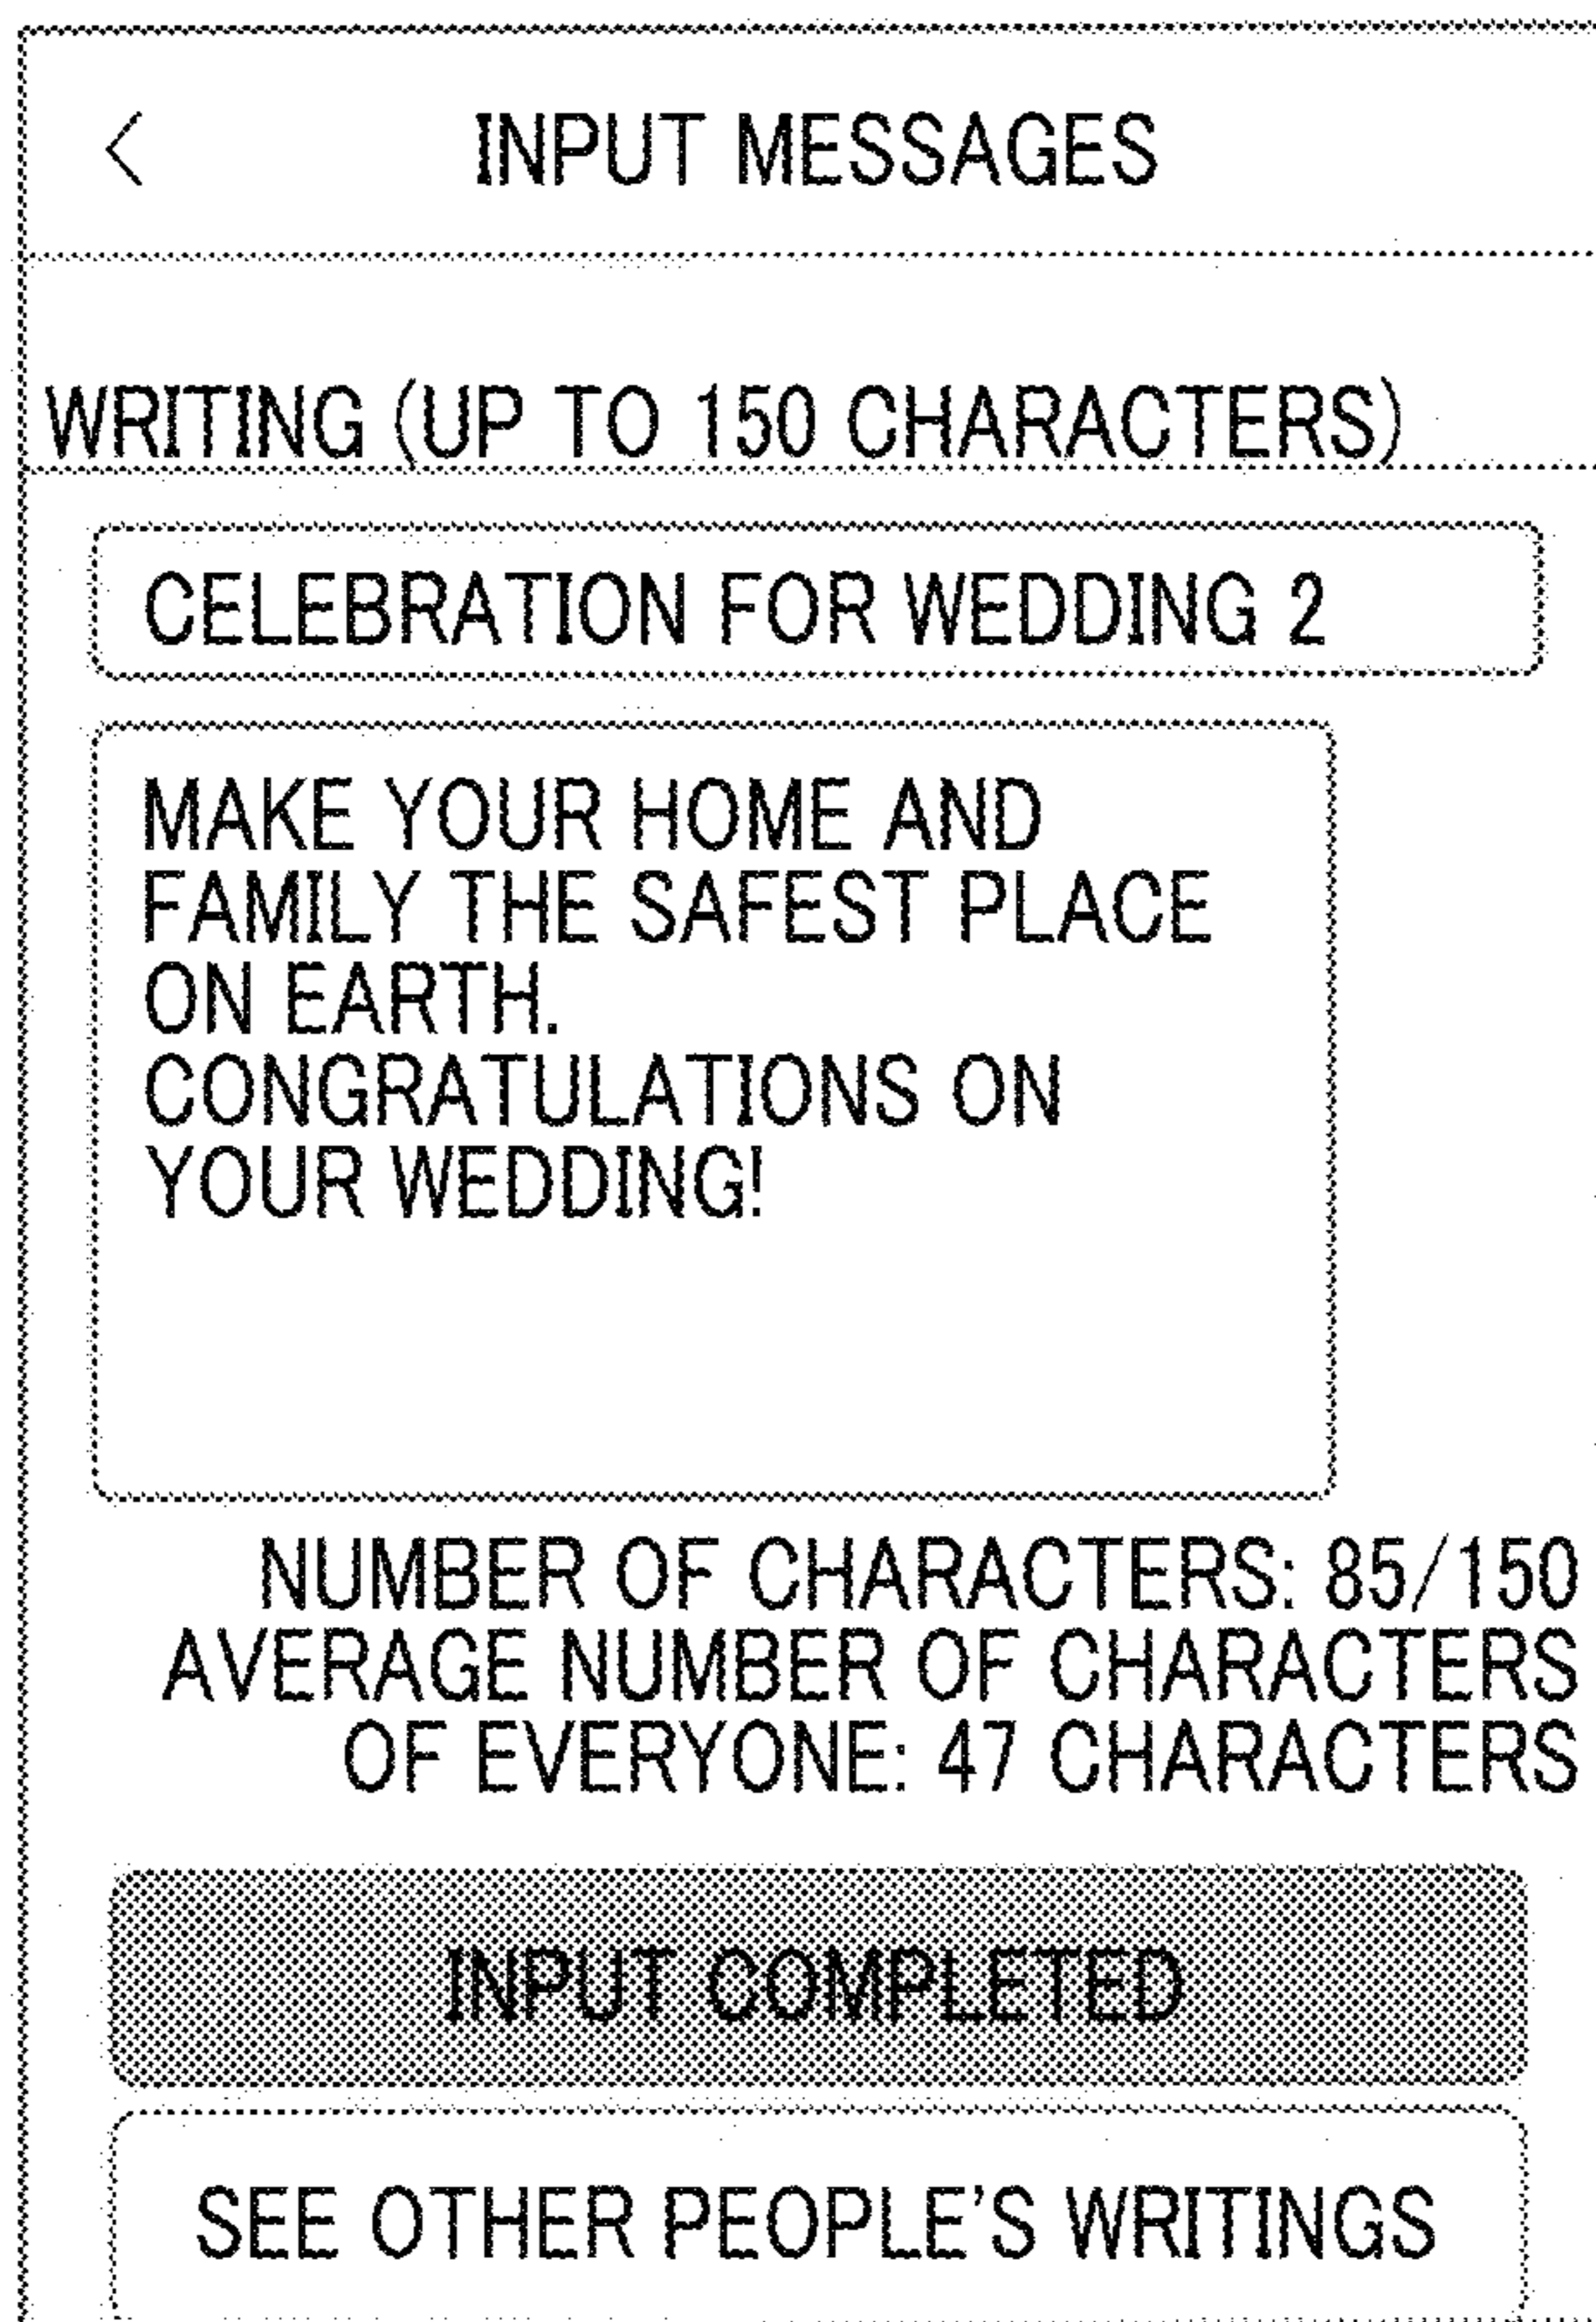 < INPUT MESSAGES
WRITING (UP TO 150 CHARACTERS)
CELEBRATION FOR WEDDING 2
MAKE YOUR HOME AND
FAMILY THE SAFEST PLACE
ON EARTH.
CONGRATULATIONS ON
YOUR WEDDING!
NUMBER OF CHARACTERS: 85/150
AVERAGE NUMBER OF CHARACTERS
OF EVERYONE: 47 CHARACTERS
INPUT COMPLETED
SEE OTHER PEOPLE'S WRITINGS